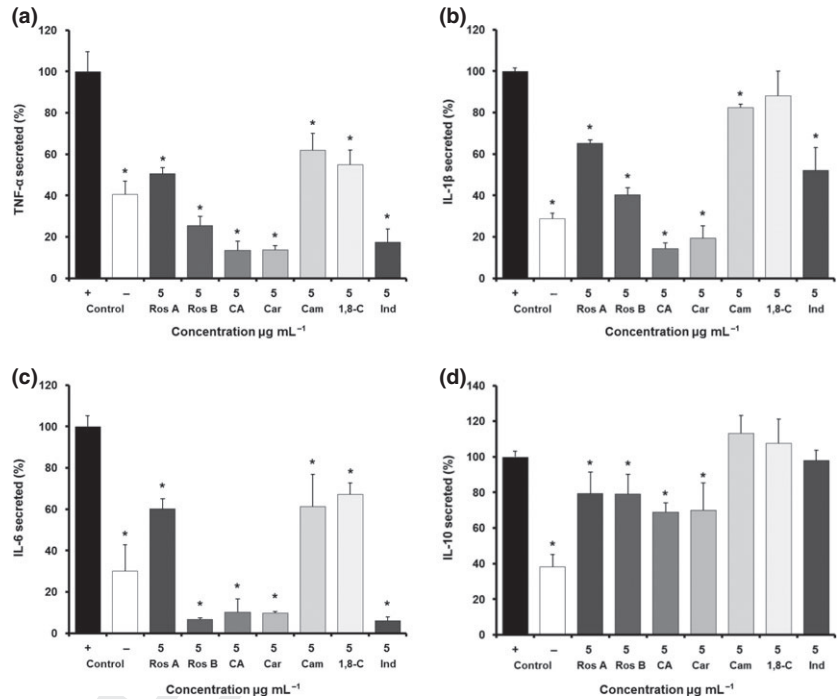 (a)
TNF-α secreted (%)
120
100
80
60
40
20
0
* * * * * * * *
+ – 5 5 5 5 5 5 5
Control Ros A Ros B CA Car Cam 1,8-C Ind
Concentration µg mL⁻¹
(b)
IL-1β secreted (%)
120
100
80
60
40
20
0
* * * * * * *
+ – 5 5 5 5 5 5 5
Control Ros A Ros B CA Car Cam 1,8-C Ind
Concentration µg mL⁻¹
(c)
IL-6 secreted (%)
120
100
80
60
40
20
0
* * * * * * * *
+ – 5 5 5 5 5 5 5
Control Ros A Ros B CA Car Cam 1,8-C Ind
Concentration µg mL⁻¹
(d)
IL-10 secreted (%)
140
120
100
80
60
40
20
0
* * * * *
+ – 5 5 5 5 5 5 5
Control Ros A Ros B CA Car Cam 1,8-C Ind
Concentration µg mL⁻¹